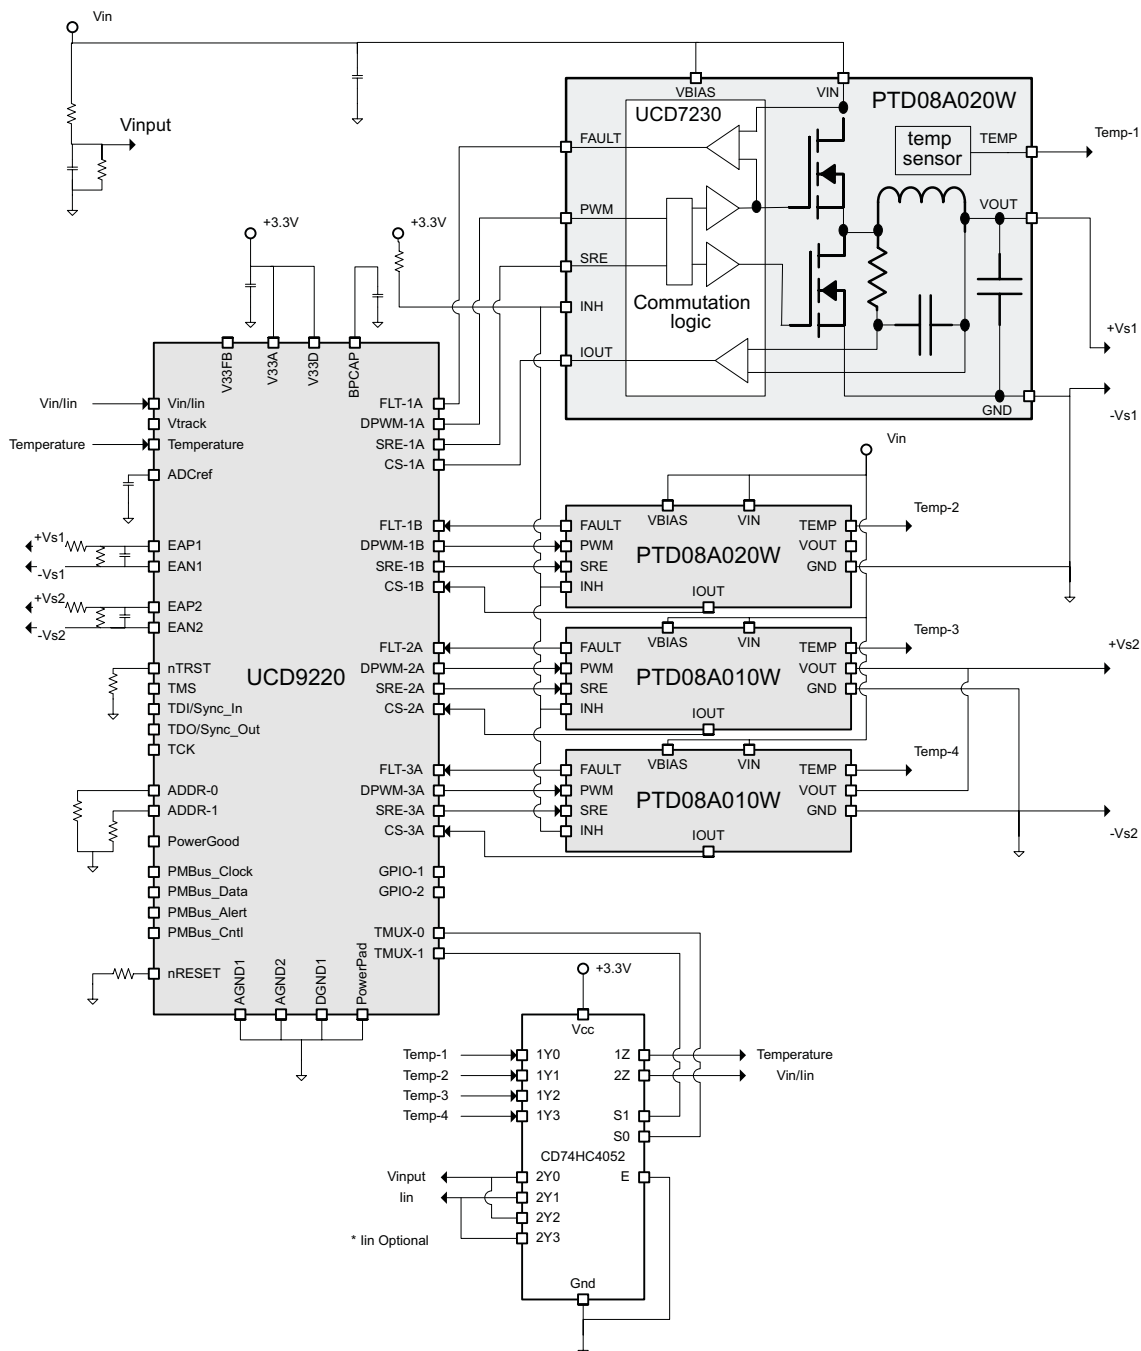 Vin
Vinput
+3.3V
+3.3V
VBIAS
VIN
PTD08A020W
UCD7230
FAULT
temp
sensor
TEMP
Temp-1
PWM
VOUT
SRE
INH
Commutation
logic
IOUT
GND
+Vs1
-Vs1
V33FB
V33A
V33D
BPCAP
Vin/Iin
Vin/Iin
FLT-1A
Vtrack
DPWM-1A
Temperature
Temperature
SRE-1A
CS-1A
ADCref
Vin
FLT-1B
FAULT
VBIAS
VIN
TEMP
Temp-2
+Vs1
EAP1
DPWM-1B
PWM
PTD08A020W
VOUT
-Vs1
EAN1
SRE-1B
SRE
GND
CS-1B
INH
IOUT
+Vs2
EAP2
-Vs2
EAN2
FLT-2A
FAULT
VBIAS
VIN
TEMP
Temp-3
+Vs2
nTRST
UCD9220
DPWM-2A
PWM
PTD08A010W
VOUT
TMS
SRE-2A
SRE
GND
TDI/Sync_In
CS-2A
INH
IOUT
TDO/Sync_Out
TCK
FLT-3A
FAULT
VBIAS
VIN
TEMP
Temp-4
ADDR-0
DPWM-3A
PWM
PTD08A010W
VOUT
ADDR-1
SRE-3A
SRE
GND
-Vs2
CS-3A
INH
IOUT
PowerGood
PMBus_Clock
GPIO-1
PMBus_Data
GPIO-2
PMBus_Alert
PMBus_Cntl
TMUX-0
TMUX-1
nRESET
AGND1
AGND2
DGND1
PowerPad
+3.3V
Vcc
Temp-1
1Y0
1Z
Temperature
Temp-2
1Y1
2Z
Vin/Iin
Temp-3
1Y2
Temp-4
1Y3
S1
S0
CD74HC4052
Vinput
2Y0
E
Iin
2Y1
2Y2
* Iin Optional
2Y3
Gnd